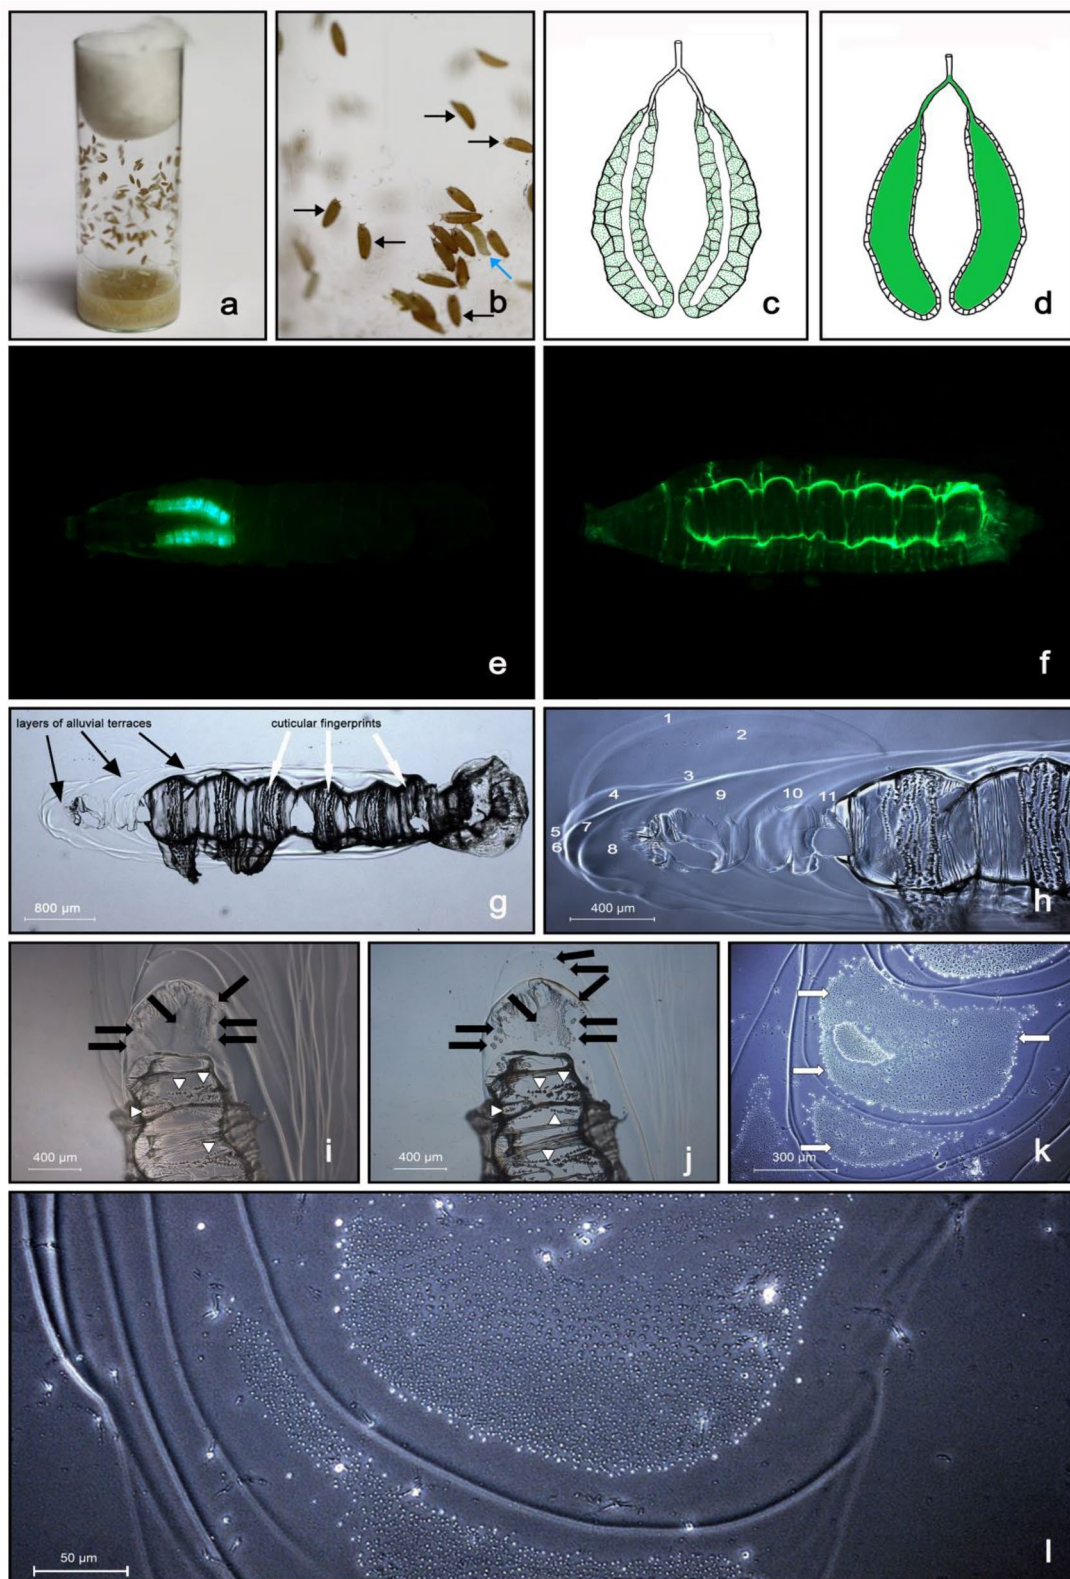 a
b
c
d
e
f
layers of alluvial terraces
cuticular fingerprints
800 µm
g
1
2
3
4
9
10
11
5
7
6
8
400 µm
h
400 µm
i
400 µm
j
300 µm
k
50 µm
l